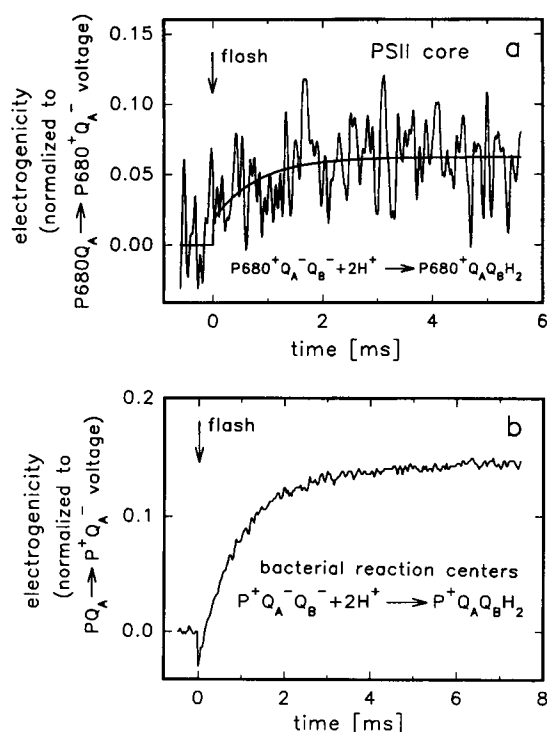 0.15
0.10
0.05
0.00
flash
PSII core
a
electrogenicity
(normalized to
P680Q_A → P680⁺Q_A⁻ voltage)
P680⁺Q_A⁻Q_B⁻+2H⁺ → P680⁺Q_AQ_BH₂
0 2 4 6
time [ms]
0.2
0.1
0.0
flash
b
electrogenicity
(normalized to
PQ_A → P⁺Q_A⁻ voltage)
bacterial reaction centers
P⁺Q_A⁻Q_B⁻+2H⁺ → P⁺Q_AQ_BH₂
0 2 4 6 8
time [ms]